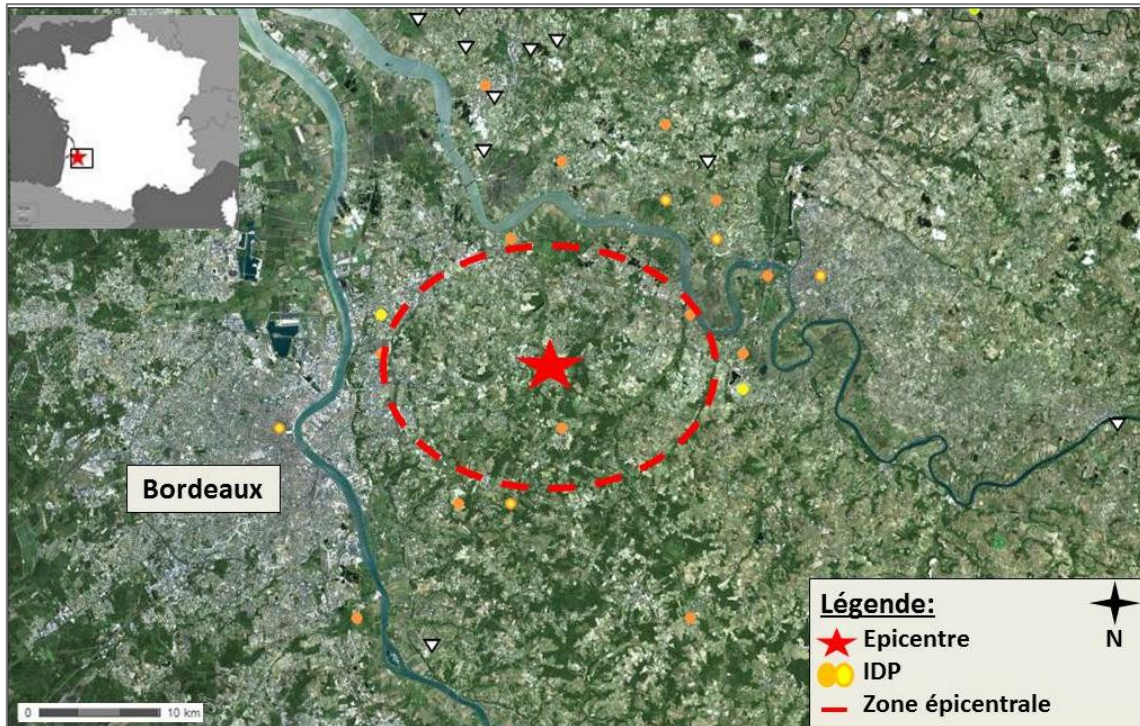 Bordeaux
Légende:
Epicentre
N
IDP
Zone épicentrale
0 10 km